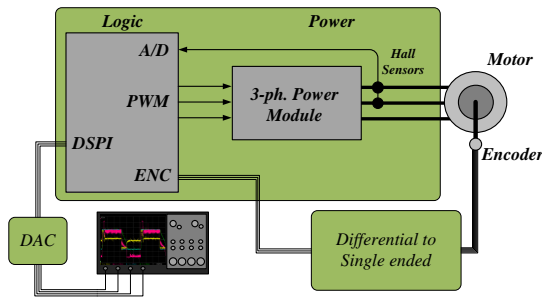 Logic
Power
A/D
Hall
Sensors
Motor
PWM
3-ph. Power
Module
DSPI
ENC
Encoder
DAC
Differential to
Single ended